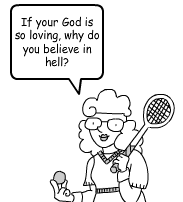 If your God is
so loving, why do
you believe in
hell?